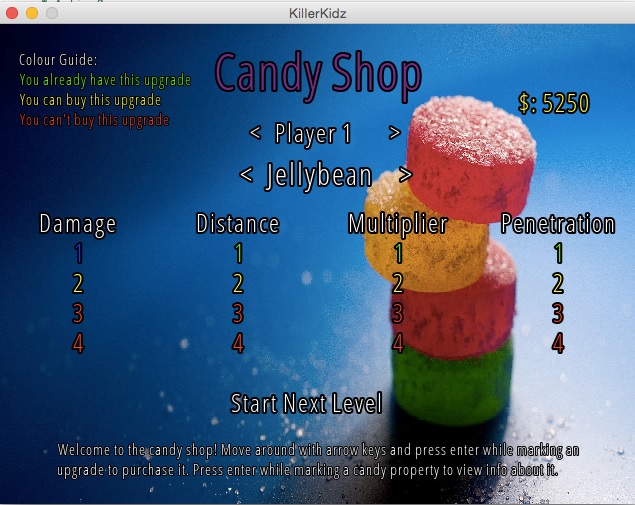 KillerKidz
Colour Guide:
You already have this upgrade
You can buy this upgrade
You can't buy this upgrade
Candy Shop
$: 5250
< Player 1 >
< Jellybean >
Damage Distance Multiplier Penetration
1 1 1 1
2 2 2 2
3 3 3 3
4 4 4 4
Start Next Level
Welcome to the candy shop! Move around with arrow keys and press enter while marking an
upgrade to purchase it. Press enter while marking a candy property to view info about it.